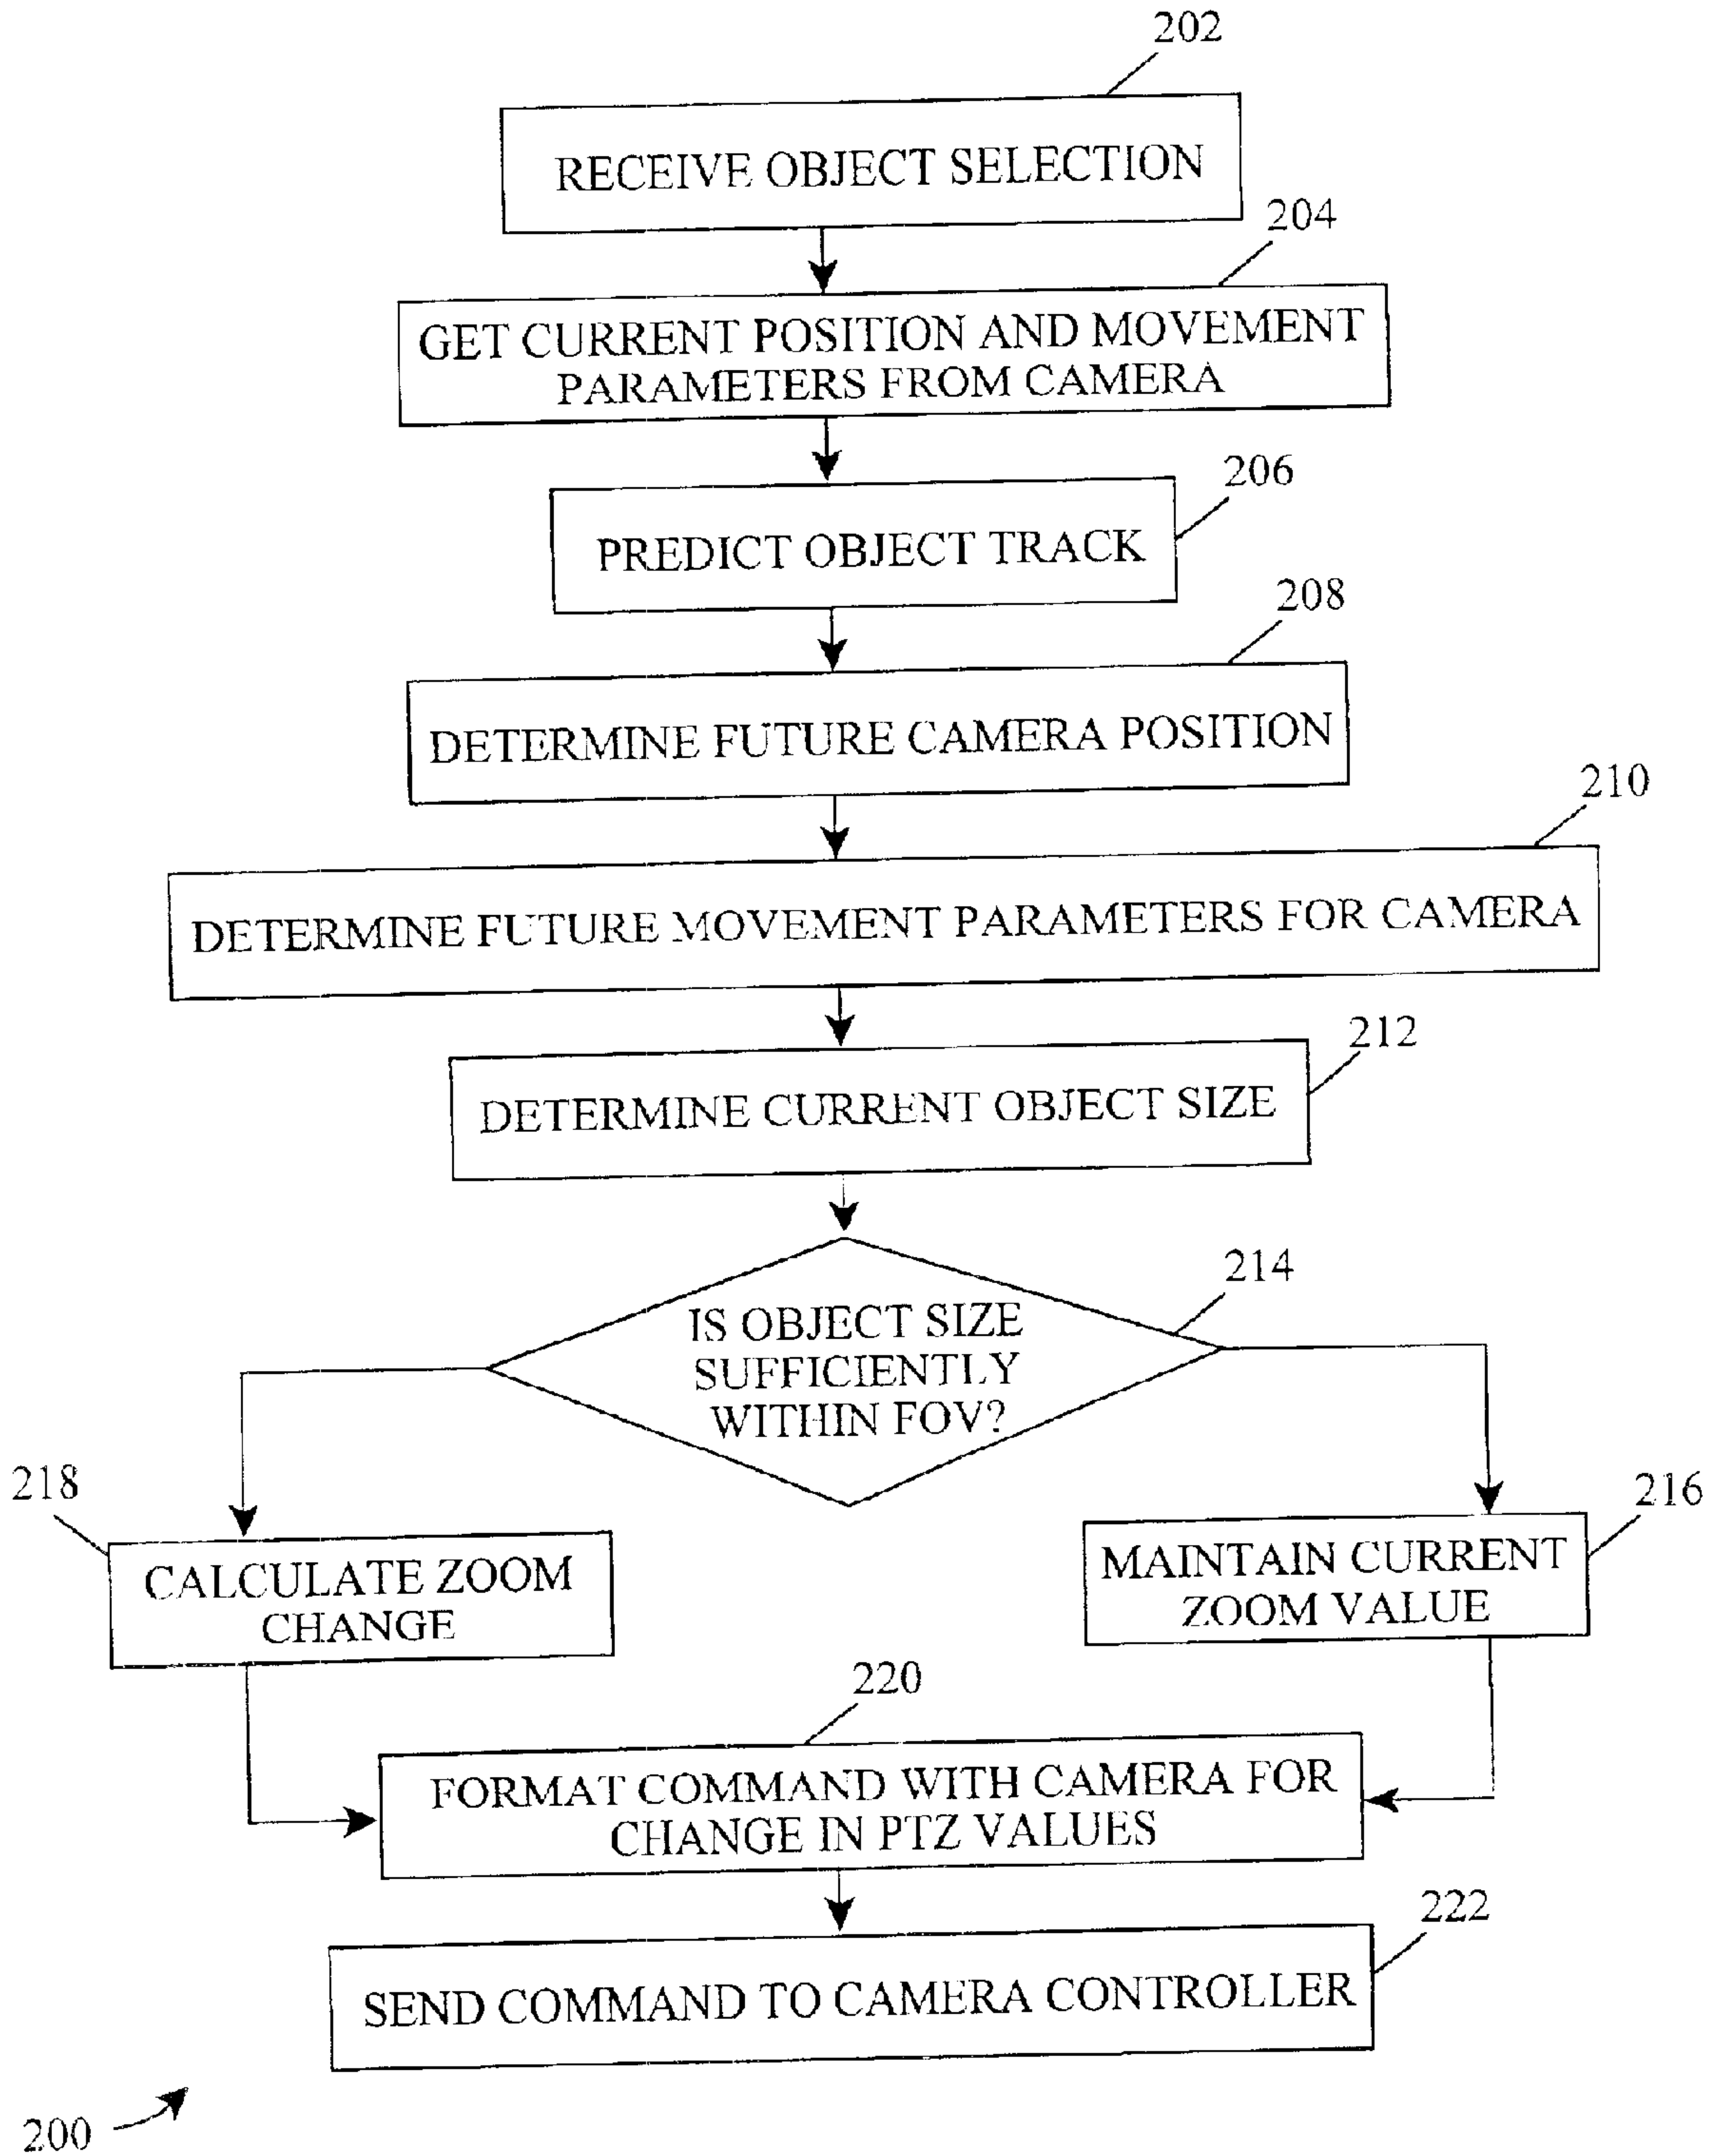 202
RECEIVE OBJECT SELECTION
204
GET CURRENT POSITION AND MOVEMENT
PARAMETERS FROM CAMERA
206
PREDICT OBJECT TRACK
208
DETERMINE FUTURE CAMERA POSITION
210
DETERMINE FUTURE MOVEMENT PARAMETERS FOR CAMERA
212
DETERMINE CURRENT OBJECT SIZE
214
IS OBJECT SIZE
SUFFICIENTLY
WITHIN FOV?
218
CALCULATE ZOOM
CHANGE
216
MAINTAIN CURRENT
ZOOM VALUE
220
FORMAT COMMAND WITH CAMERA FOR
CHANGE IN PTZ VALUES
222
SEND COMMAND TO CAMERA CONTROLLER
200